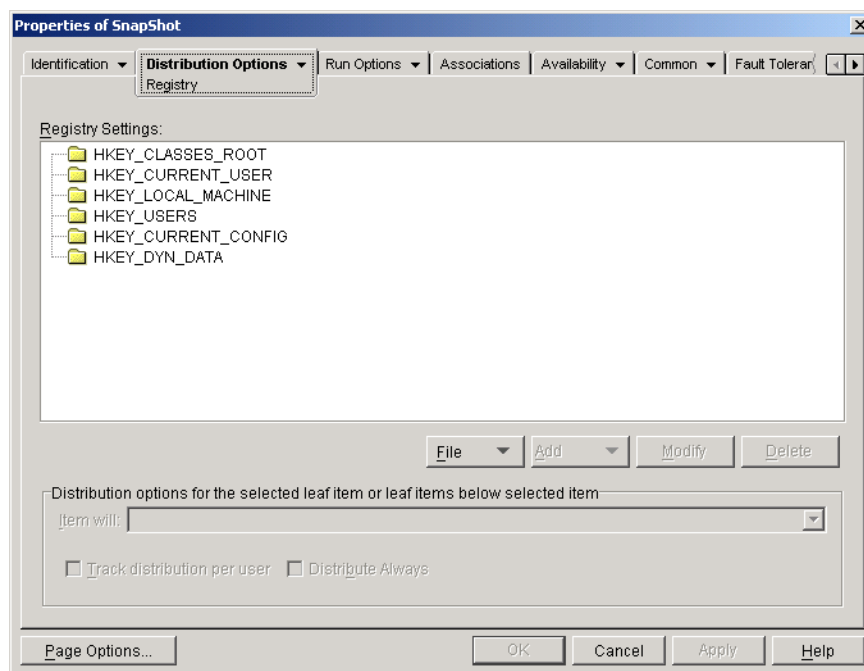 Properties of SnapShot
Identification Distribution Options Run Options Associations Availability Common Fault Toleran
Registry
Registry Settings:
HKEY_CLASSES_ROOT
HKEY_CURRENT_USER
HKEY_LOCAL_MACHINE
HKEY_USERS
HKEY_CURRENT_CONFIG
HKEY_DYN_DATA
File Add Modify Delete
Distribution options for the selected leaf item or leaf items below selected item
Item will:
Track distribution per user Distribute Always
Page Options... OK Cancel Apply Help